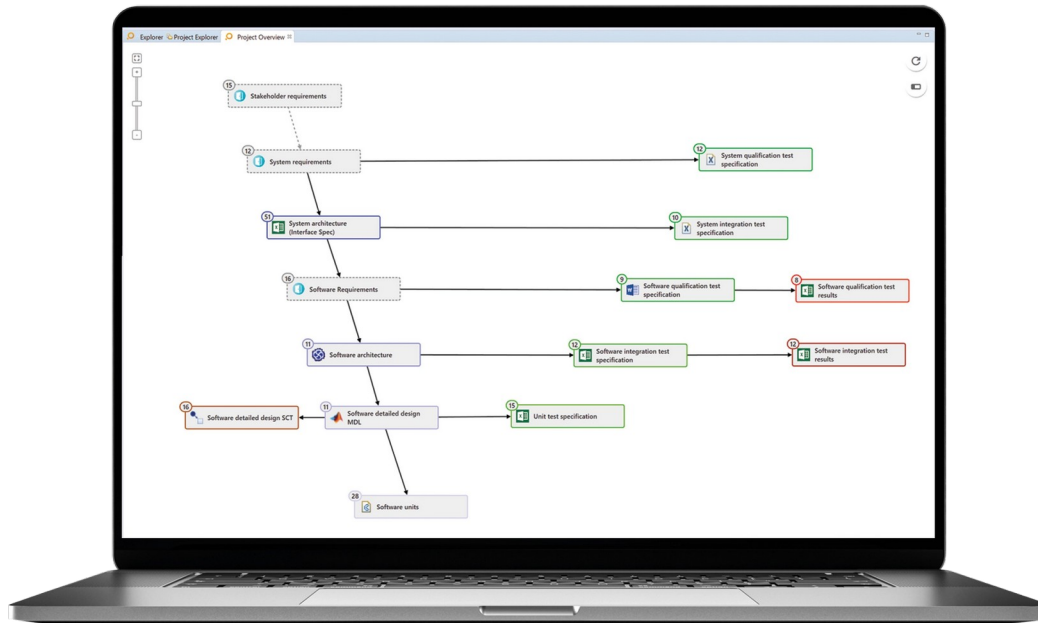 Explorer Project Explorer Project Overview
15
Stakeholder requirements
12
System requirements
12
System qualification test
specification
51
System architecture
(Interface Spec)
10
System integration test
specification
16
Software Requirements
9
Software qualification test
specification
8
Software qualification test
results
11
Software architecture
12
Software integration test
specification
12
Software integration test
results
16
Software detailed design SCT
11
Software detailed design
MDL
15
Unit test specification
28
Software units